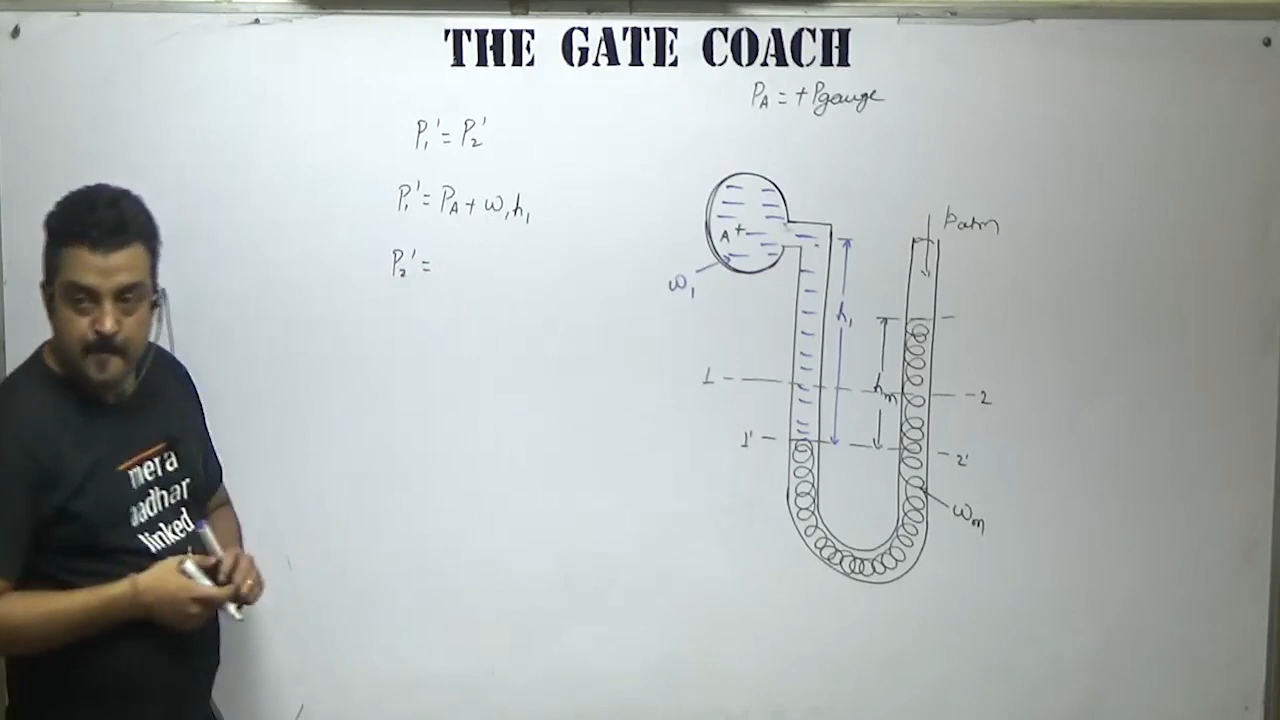 THE GATE COACH
P_A = + Pgauge
P₁' = P₂'
P₁' = P_A + ω₁h₁
P₂' =
Patm
A+
ω₁
h₁
1
hm
2
1'
2'
ωm
mera
aadhar
linked